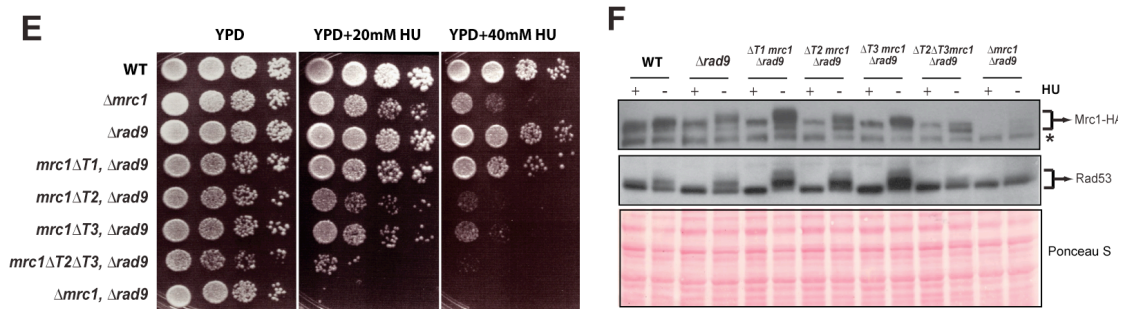 E
YPD YPD+20mM HU YPD+40mM HU
WT
Δmrc1
Δrad9
mrc1ΔT1, Δrad9
mrc1ΔT2, Δrad9
mrc1ΔT3, Δrad9
mrc1ΔT2ΔT3, Δrad9
Δmrc1, Δrad9
F
WT Δrad9 ΔT1 mrc1 ΔT2 mrc1 ΔT3 mrc1 ΔT2ΔT3mrc1 Δmrc1
Δrad9 Δrad9 Δrad9 Δrad9 Δrad9
+ - + - + - + - + - + - + - HU
Mrc1-HA
*
Rad53
Ponceau S